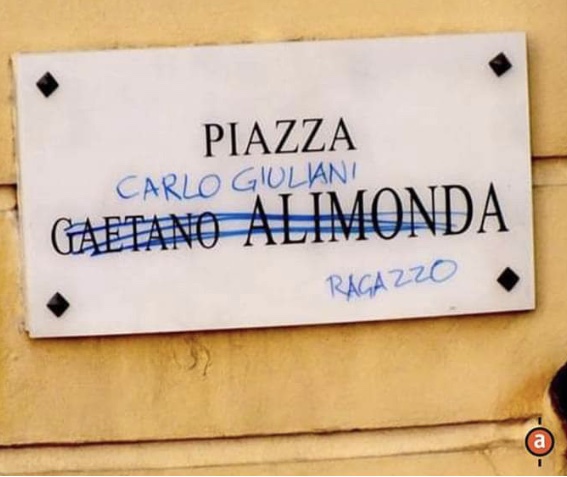 PIAZZA
CARLO GIULIANI
GAETANO ALIMONDA
RAGAZZO
a